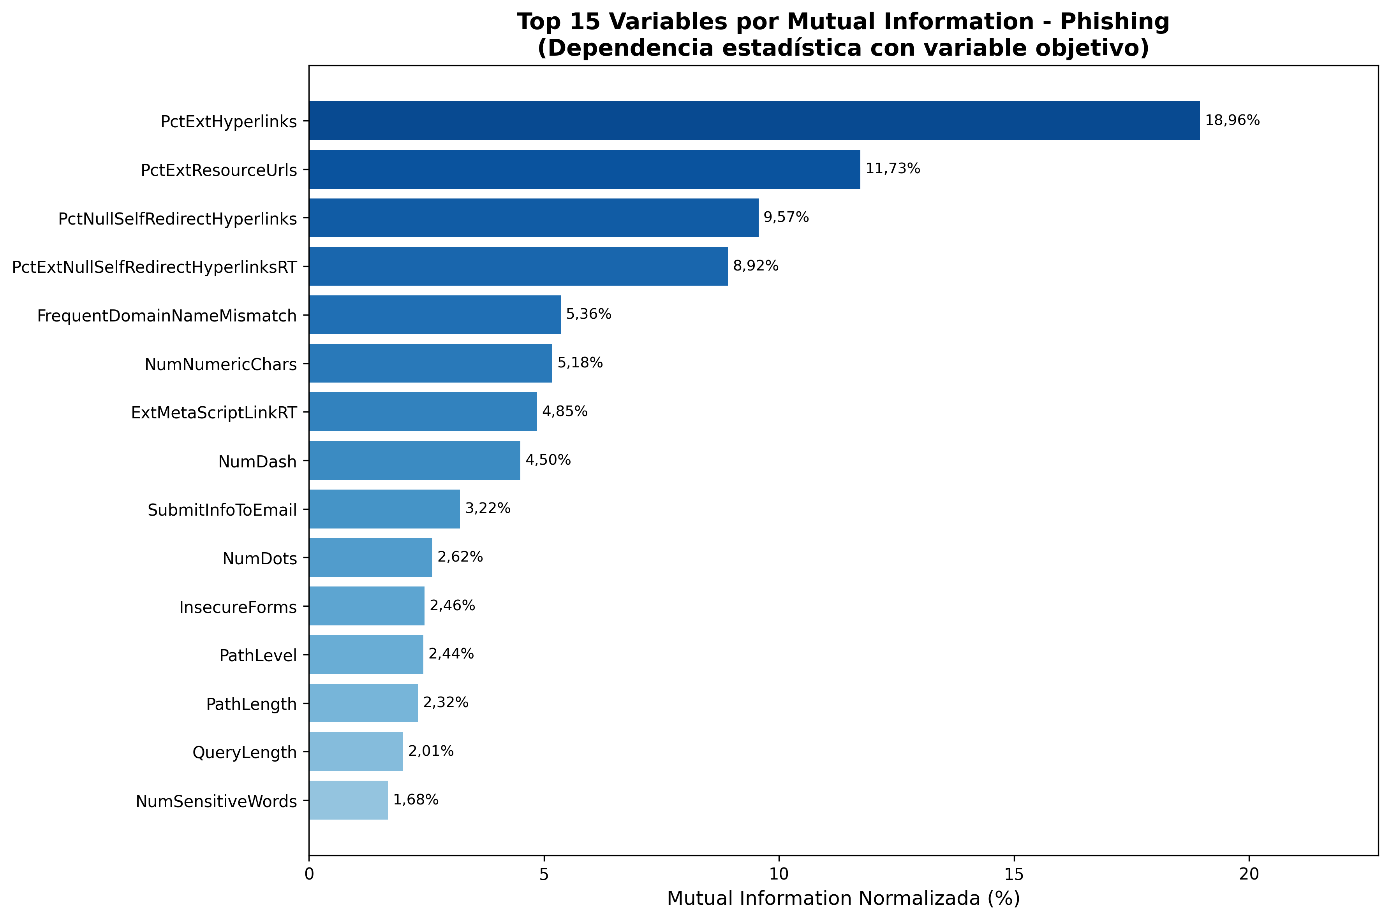 Top 15 Variables por Mutual Information - Phishing
(Dependencia estadística con variable objetivo)
PctExtHyperlinks 18,96%
PctExtResourceUrls 11,73%
PctNullSelfRedirectHyperlinks 9,57%
PctExtNullSelfRedirectHyperlinksRT 8,92%
FrequentDomainNameMismatch 5,36%
NumNumericChars 5,18%
ExtMetaScriptLinkRT 4,85%
NumDash 4,50%
SubmitInfoToEmail 3,22%
NumDots 2,62%
InsecureForms 2,46%
PathLevel 2,44%
PathLength 2,32%
QueryLength 2,01%
NumSensitiveWords 1,68%
0 5 10 15 20
Mutual Information Normalizada (%)